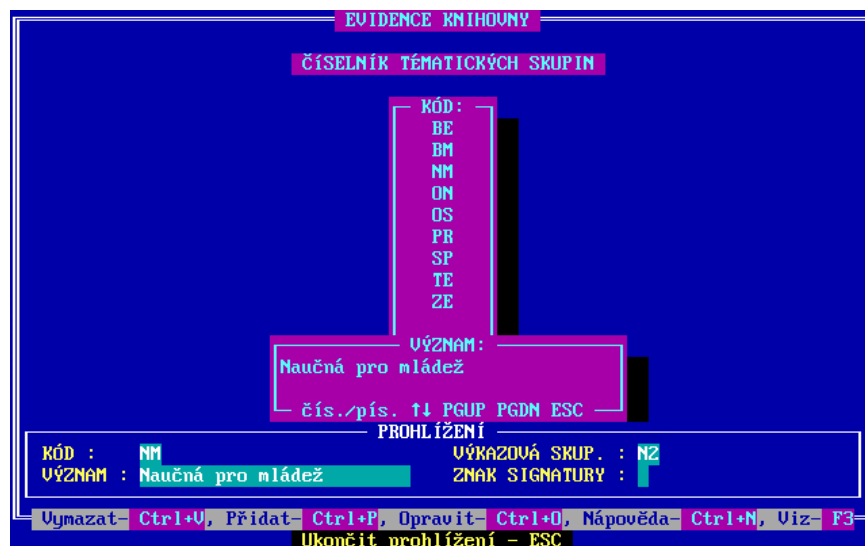 EVIDENCE KNIHOVNY
ČÍSELNÍK TÉMATICKÝCH SKUPIN
KÓD:
BE
BM
NM
ON
OS
PR
SP
TE
ZE
VÝZNAM:
Naučná pro mládež
čís./pís. ↑↓ PGUP PGDN ESC
PROHLÍŽENÍ
KÓD : NM VÝKAZOVÁ SKUP. : N2
VÝZNAM : Naučná pro mládež ZNAK SIGNATURY :
Vymazat- Ctrl+V, Přidat- Ctrl+P, Opravit- Ctrl+O, Nápověda- Ctrl+N, Viz- F3
Ukončit prohlížení - ESC